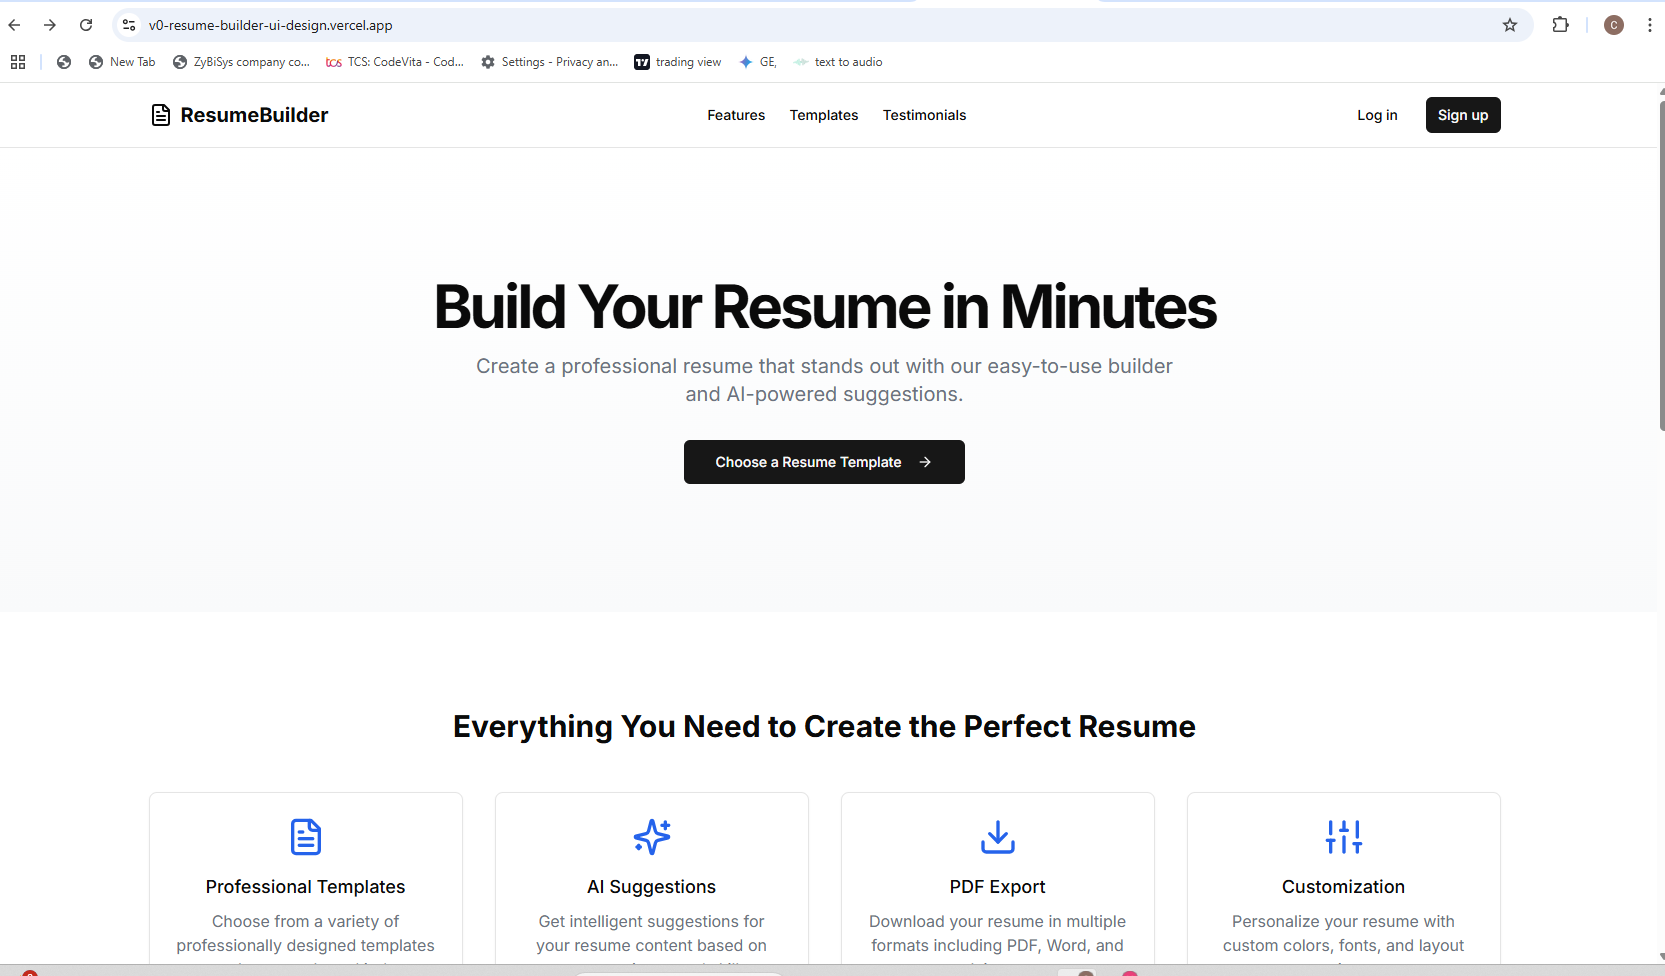 v0-resume-builder-ui-design.vercel.app
C
New Tab
ZyBiSys company co...
tcs TCS: CodeVita - Cod...
Settings - Privacy an...
trading view
GE,
text to audio
ResumeBuilder
Features
Templates
Testimonials
Log in
Sign up
Build Your Resume in Minutes
Create a professional resume that stands out with our easy-to-use builder
and AI-powered suggestions.
Choose a Resume Template
Everything You Need to Create the Perfect Resume
Professional Templates
Choose from a variety of
professionally designed templates
AI Suggestions
Get intelligent suggestions for
your resume content based on
PDF Export
Download your resume in multiple
formats including PDF, Word, and
Customization
Personalize your resume with
custom colors, fonts, and layout